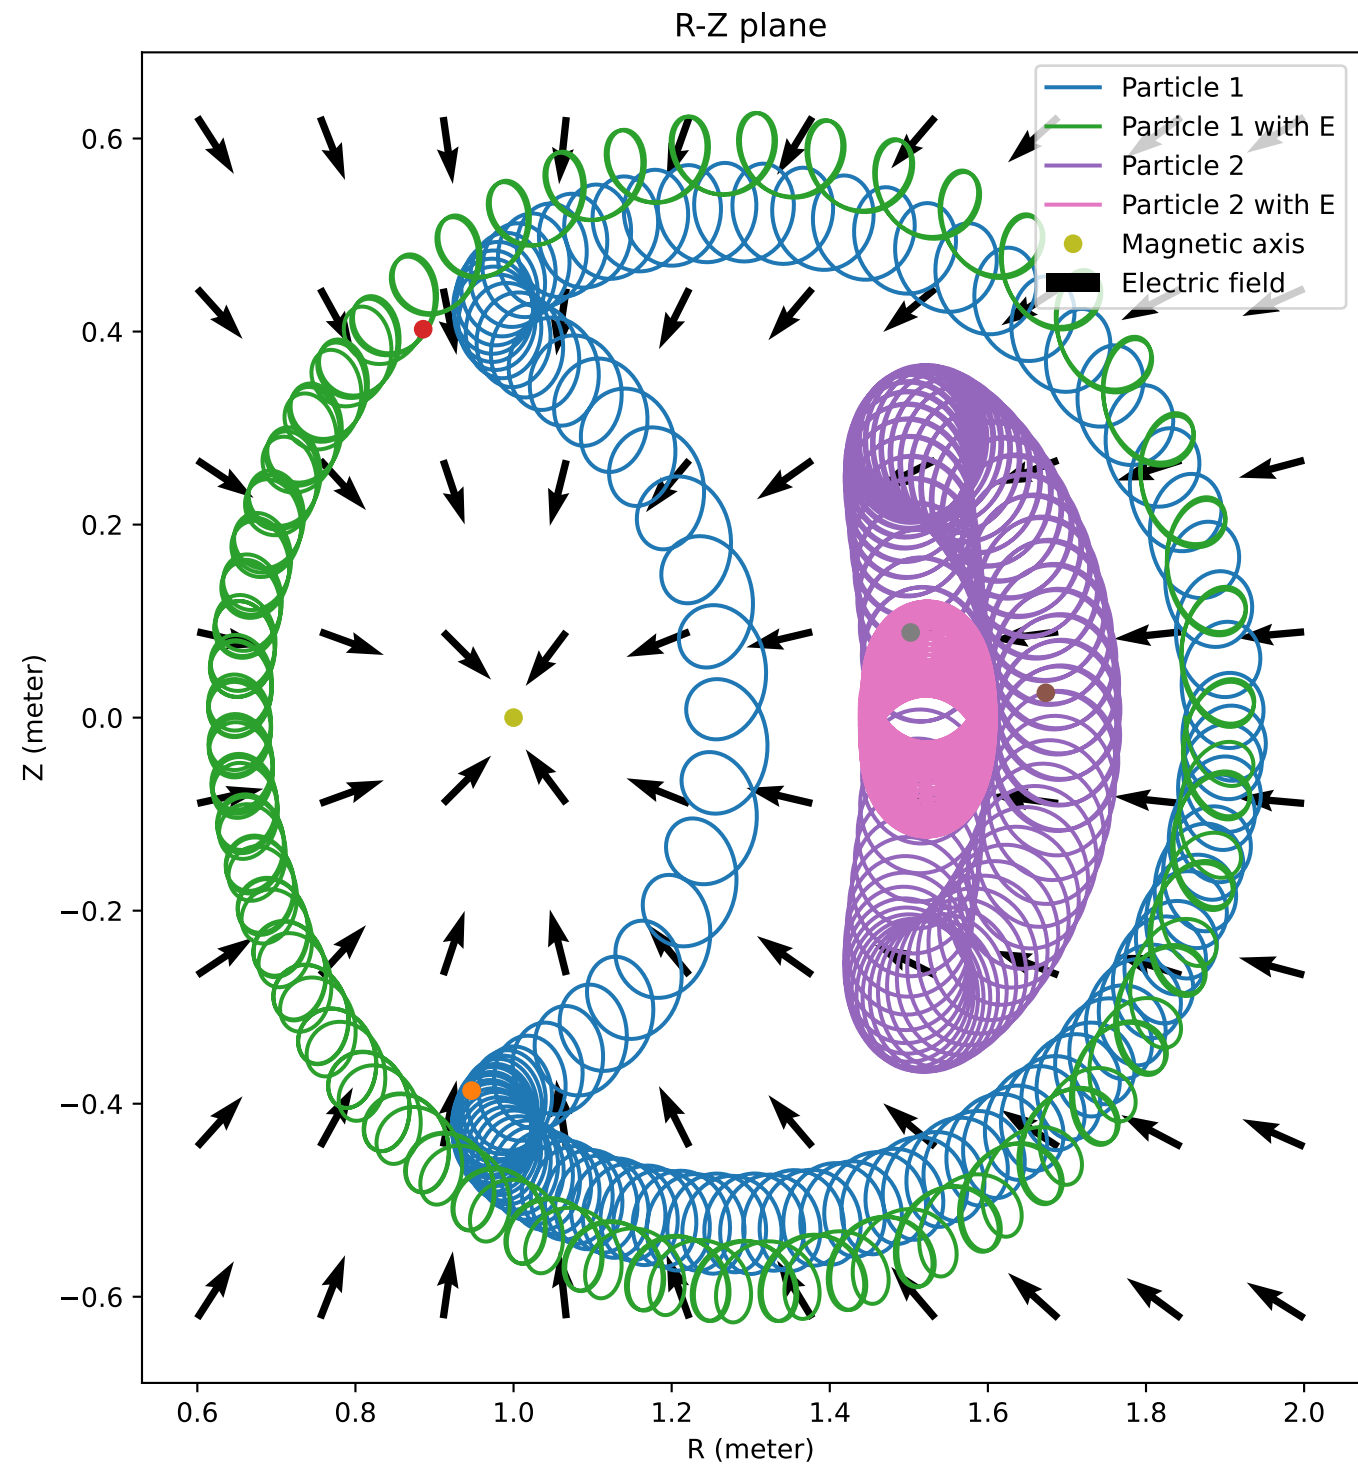 R-Z plane
Particle 1
Particle 1 with E
Particle 2
Particle 2 with E
Magnetic axis
Electric field
Z (meter)
0.6
0.4
0.2
0.0
−0.2
−0.4
−0.6
0.6 0.8 1.0 1.2 1.4 1.6 1.8 2.0
R (meter)